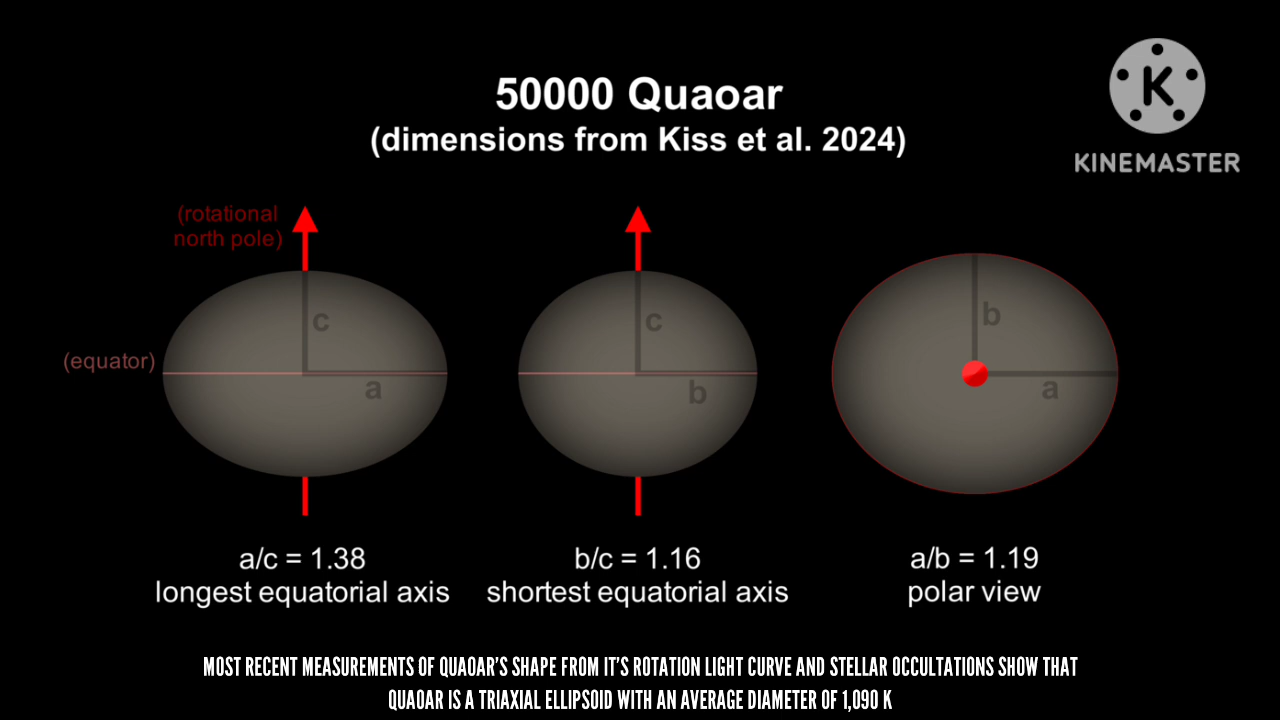 50000 Quaoar
(dimensions from Kiss et al. 2024)
K
KINEMASTER
(rotational
north pole)
(equator)
c
a
c
b
b
a
a/c = 1.38
longest equatorial axis
b/c = 1.16
shortest equatorial axis
a/b = 1.19
polar view
MOST RECENT MEASUREMENTS OF QUAOAR'S SHAPE FROM IT'S ROTATION LIGHT CURVE AND STELLAR OCCULTATIONS SHOW THAT
QUAOAR IS A TRIAXIAL ELLIPSOID WITH AN AVERAGE DIAMETER OF 1,090 K